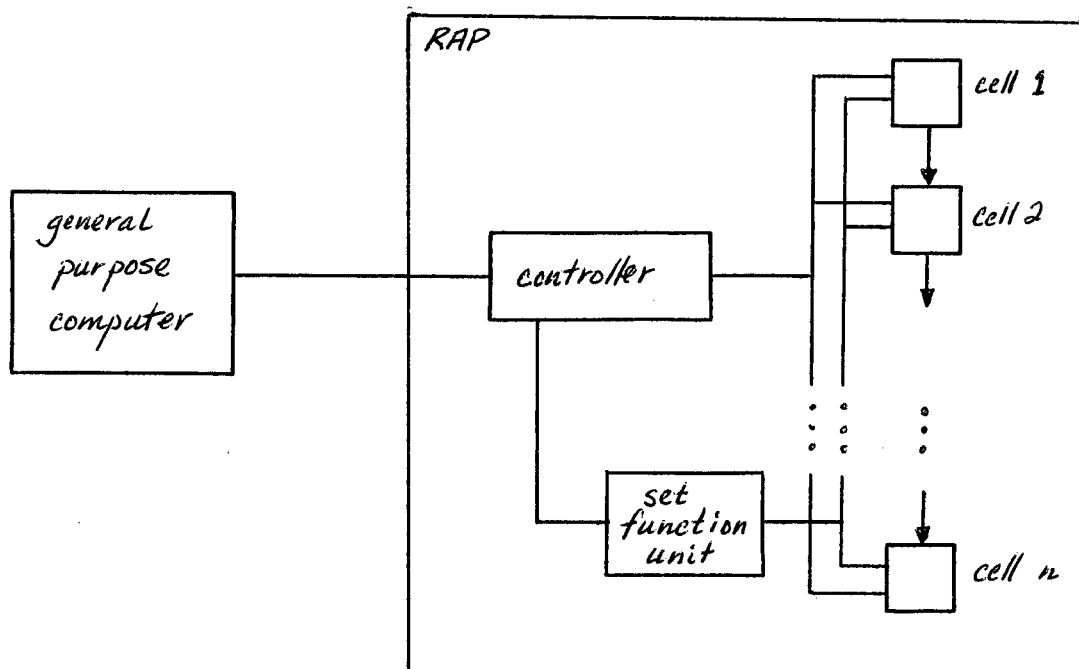 RAP
cell 1
cell 2
general
purpose
computer
controller
set
function
unit
cell n